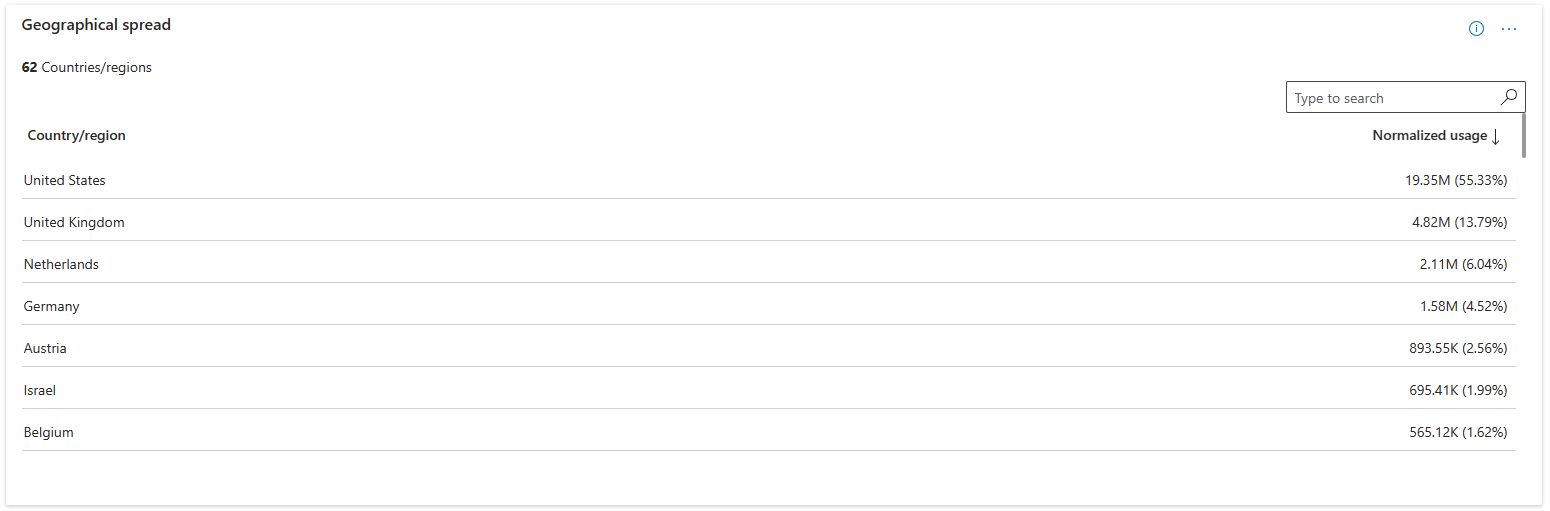 Geographical spread
62 Countries/regions
Type to search
Country/region Normalized usage ↓
United States 19.35M (55.33%)
United Kingdom 4.82M (13.79%)
Netherlands 2.11M (6.04%)
Germany 1.58M (4.52%)
Austria 893.55K (2.56%)
Israel 695.41K (1.99%)
Belgium 565.12K (1.62%)